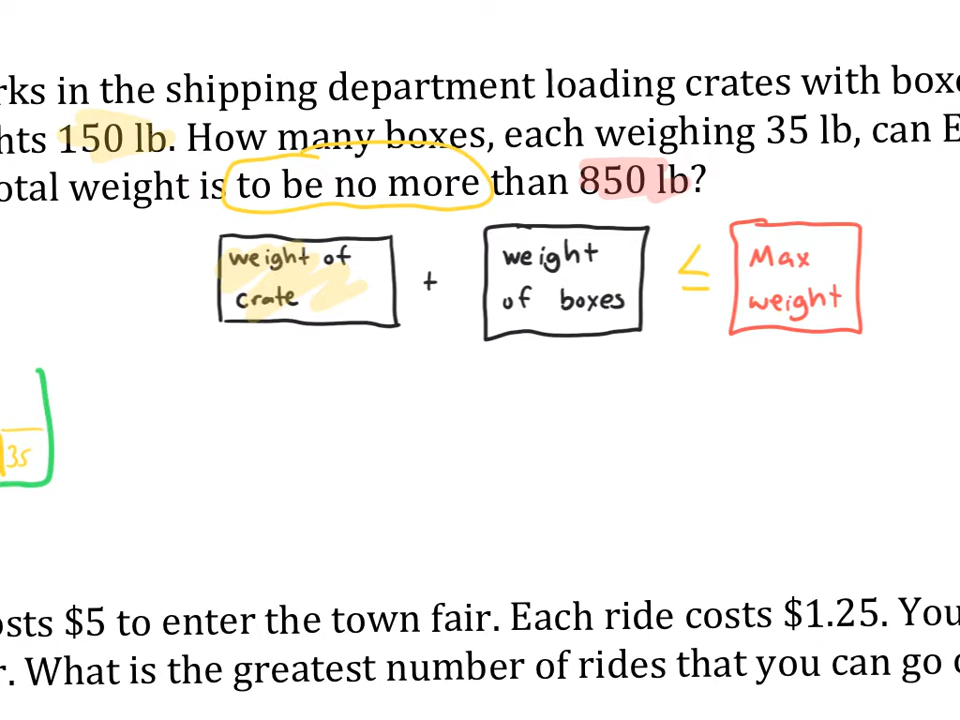 rks in the shipping department loading crates with boxe
hts 150 lb. How many boxes, each weighing 35 lb, can E
otal weight is to be no more than 850 lb?
weight of crate + weight of boxes ≤ Max weight
35
osts $5 to enter the town fair. Each ride costs $1.25. You
r. What is the greatest number of rides that you can go o